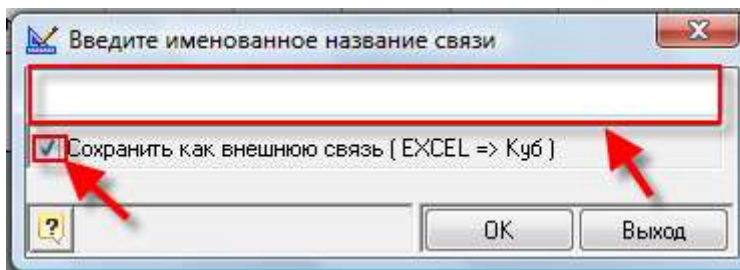 Введите именованное название связи
Сохранить как внешнюю связь ( EXCEL => Куб )
?
OK
Выход